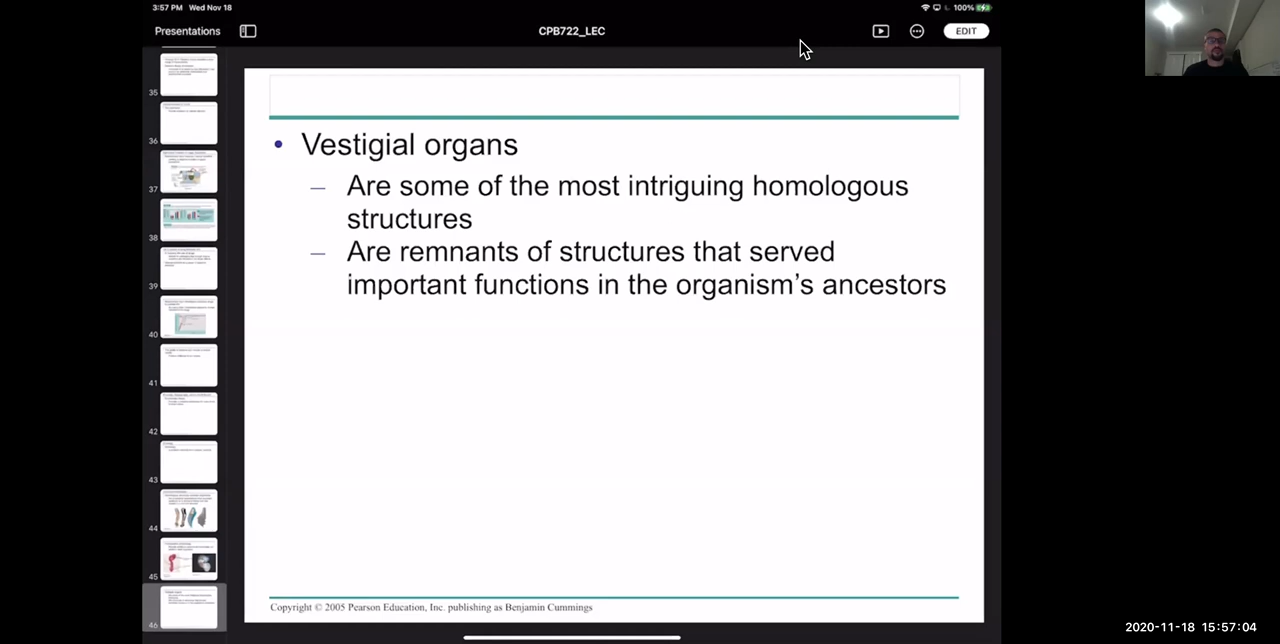 3:57 PM Wed Nov 18
100%
Presentations
CPB722_LEC
EDIT
35
36
37
38
39
40
41
42
43
44
45
46
• Vestigial organs
– Are some of the most intriguing homologous
structures
– Are remnants of structures that served
important functions in the organism’s ancestors
Copyright © 2005 Pearson Education, Inc. publishing as Benjamin Cummings
2020-11-18 15:57:04